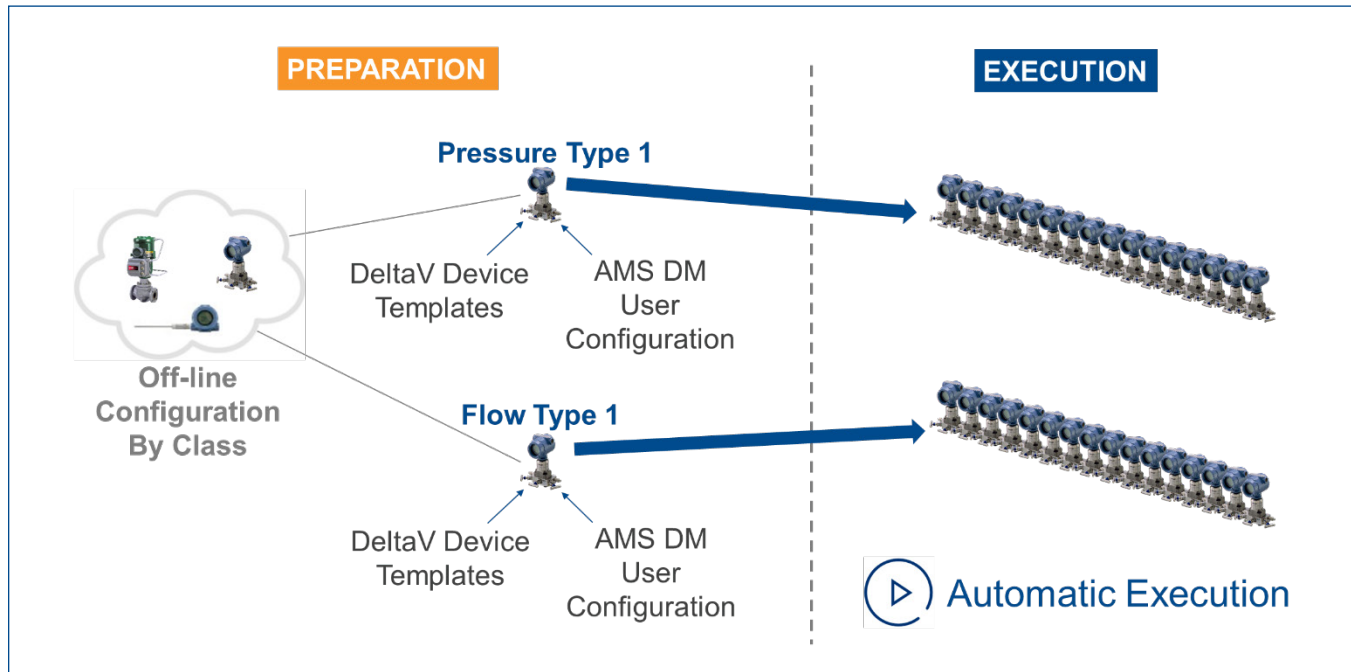 PREPARATION
EXECUTION
Pressure Type 1
DeltaV Device
Templates
AMS DM
User
Configuration
Off-line
Configuration
By Class
Flow Type 1
DeltaV Device
Templates
AMS DM
User
Configuration
Automatic Execution